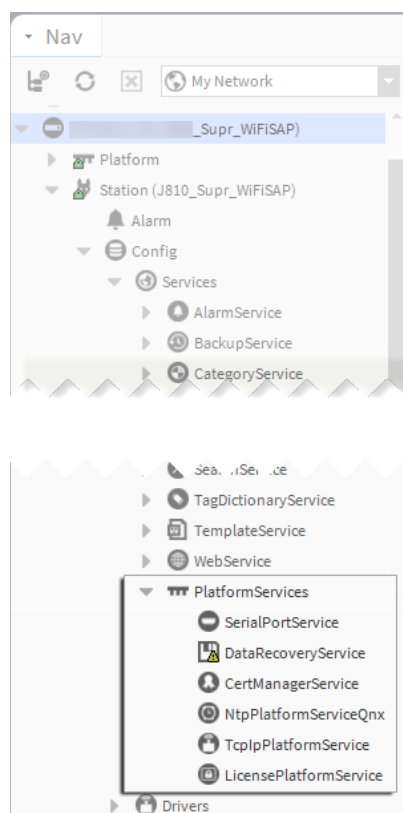 Nav
My Network
_Supr_WiFiSAP)
Platform
Station (J810_Supr_WiFiSAP)
Alarm
Config
Services
AlarmService
BackupService
CategoryService
TagDictionaryService
TemplateService
WebService
PlatformServices
SerialPortService
DataRecoveryService
CertManagerService
NtpPlatformServiceQnx
TcpIpPlatformService
LicensePlatformService
Drivers